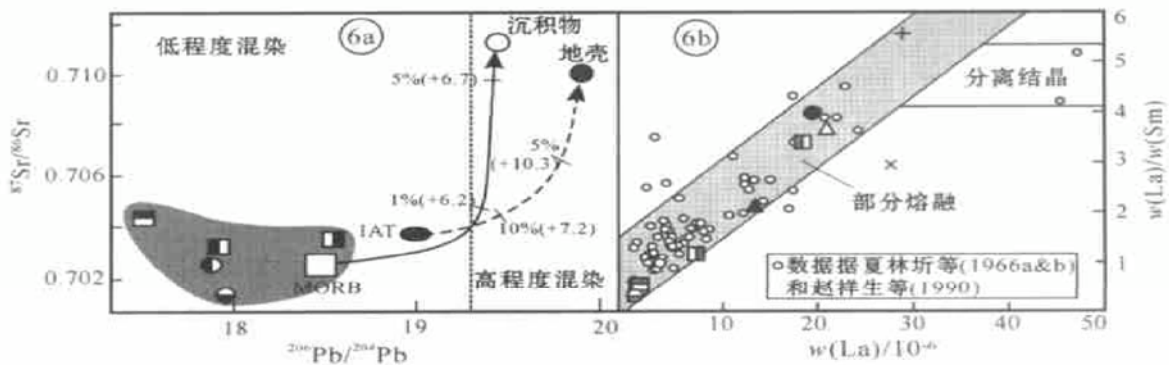 低程度混染
6a
沉积物
地壳
5%(+6.7)
5%
(+10.3)
1%(+6.2)
10%(+7.2)
IAT
MORB
高程度混染
0.710
0.706
0.702
⁸⁷Sr/⁸⁶Sr
18
19
20
²⁰⁶Pb/²⁰⁴Pb
6b
分离结晶
部分熔融
数据据夏林圻等(1966a&b)
和赵祥生等(1990)
6
5
4
3
2
1
w(La)/w(Sm)
10
20
30
40
50
w(La)/10⁻⁶